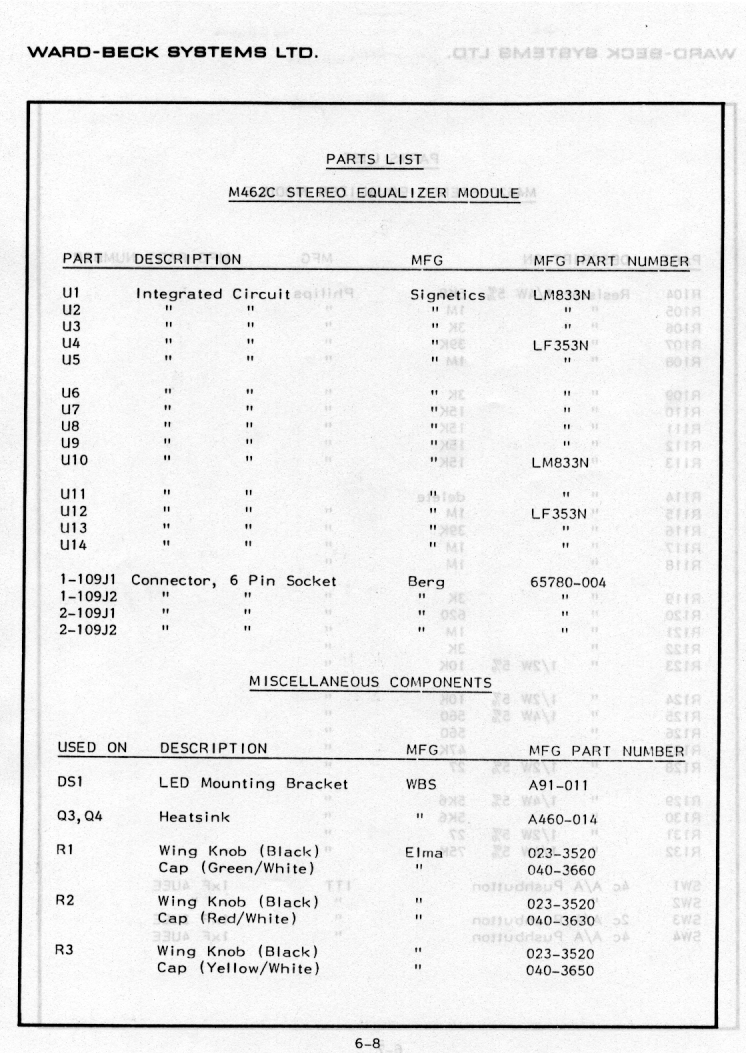 WARD-BECK SYSTEMS LTD.
PARTS LIST
M462C STEREO EQUALIZER MODULE
PART DESCRIPTION MFG MFG PART NUMBER
U1 Integrated Circuit Signetics LM833N
U2 " " " "
U3 " " " "
U4 " " " LF353N
U5 " " " "
U6 " " " "
U7 " " " "
U8 " " " "
U9 " " " "
U10 " " " LM833N
U11 " " " "
U12 " " " LF353N
U13 " " " "
U14 " " " "
1-109J1 Connector, 6 Pin Socket Berg 65780-004
1-109J2 " " " "
2-109J1 " " " "
2-109J2 " " " "
MISCELLANEOUS COMPONENTS
USED ON DESCRIPTION MFG MFG PART NUMBER
DS1 LED Mounting Bracket WBS A91-011
Q3,Q4 Heatsink " A460-014
R1 Wing Knob (Black) Elma 023-3520
Cap (Green/White) " 040-3660
R2 Wing Knob (Black) " 023-3520
Cap (Red/White) " 040-3630
R3 Wing Knob (Black) " 023-3520
Cap (Yellow/White) " 040-3650
6-8